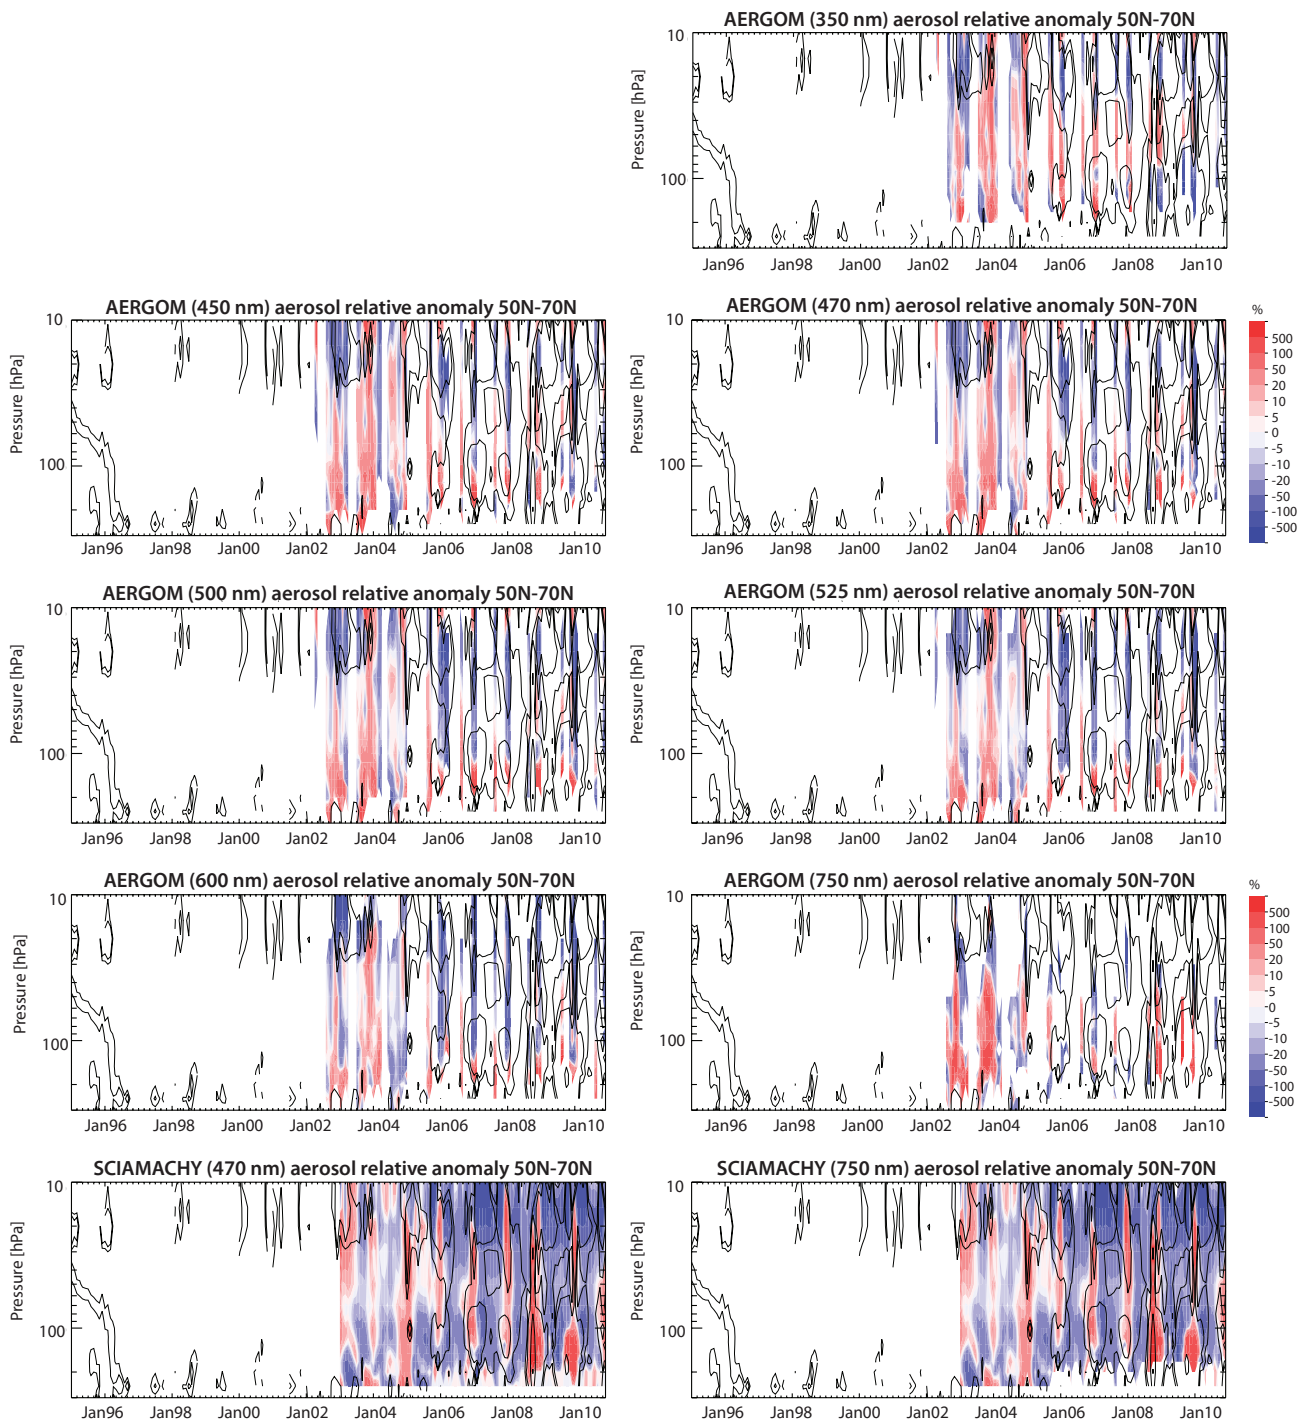 AERGOM (350 nm) aerosol relative anomaly 50N-70N
10
100
Pressure [hPa]
Jan96 Jan98 Jan00 Jan02 Jan04 Jan06 Jan08 Jan10
AERGOM (450 nm) aerosol relative anomaly 50N-70N
10
100
Pressure [hPa]
Jan96 Jan98 Jan00 Jan02 Jan04 Jan06 Jan08 Jan10
AERGOM (470 nm) aerosol relative anomaly 50N-70N
10
100
Pressure [hPa]
Jan96 Jan98 Jan00 Jan02 Jan04 Jan06 Jan08 Jan10
%
500
100
50
20
10
5
0
-5
-10
-20
-50
-100
-500
AERGOM (500 nm) aerosol relative anomaly 50N-70N
10
100
Pressure [hPa]
Jan96 Jan98 Jan00 Jan02 Jan04 Jan06 Jan08 Jan10
AERGOM (525 nm) aerosol relative anomaly 50N-70N
10
100
Pressure [hPa]
Jan96 Jan98 Jan00 Jan02 Jan04 Jan06 Jan08 Jan10
AERGOM (600 nm) aerosol relative anomaly 50N-70N
10
100
Pressure [hPa]
Jan96 Jan98 Jan00 Jan02 Jan04 Jan06 Jan08 Jan10
AERGOM (750 nm) aerosol relative anomaly 50N-70N
10
100
Pressure [hPa]
Jan96 Jan98 Jan00 Jan02 Jan04 Jan06 Jan08 Jan10
%
500
100
50
20
10
5
0
-5
-10
-20
-50
-100
-500
SCIAMACHY (470 nm) aerosol relative anomaly 50N-70N
10
100
Pressure [hPa]
Jan96 Jan98 Jan00 Jan02 Jan04 Jan06 Jan08 Jan10
SCIAMACHY (750 nm) aerosol relative anomaly 50N-70N
10
100
Pressure [hPa]
Jan96 Jan98 Jan00 Jan02 Jan04 Jan06 Jan08 Jan10